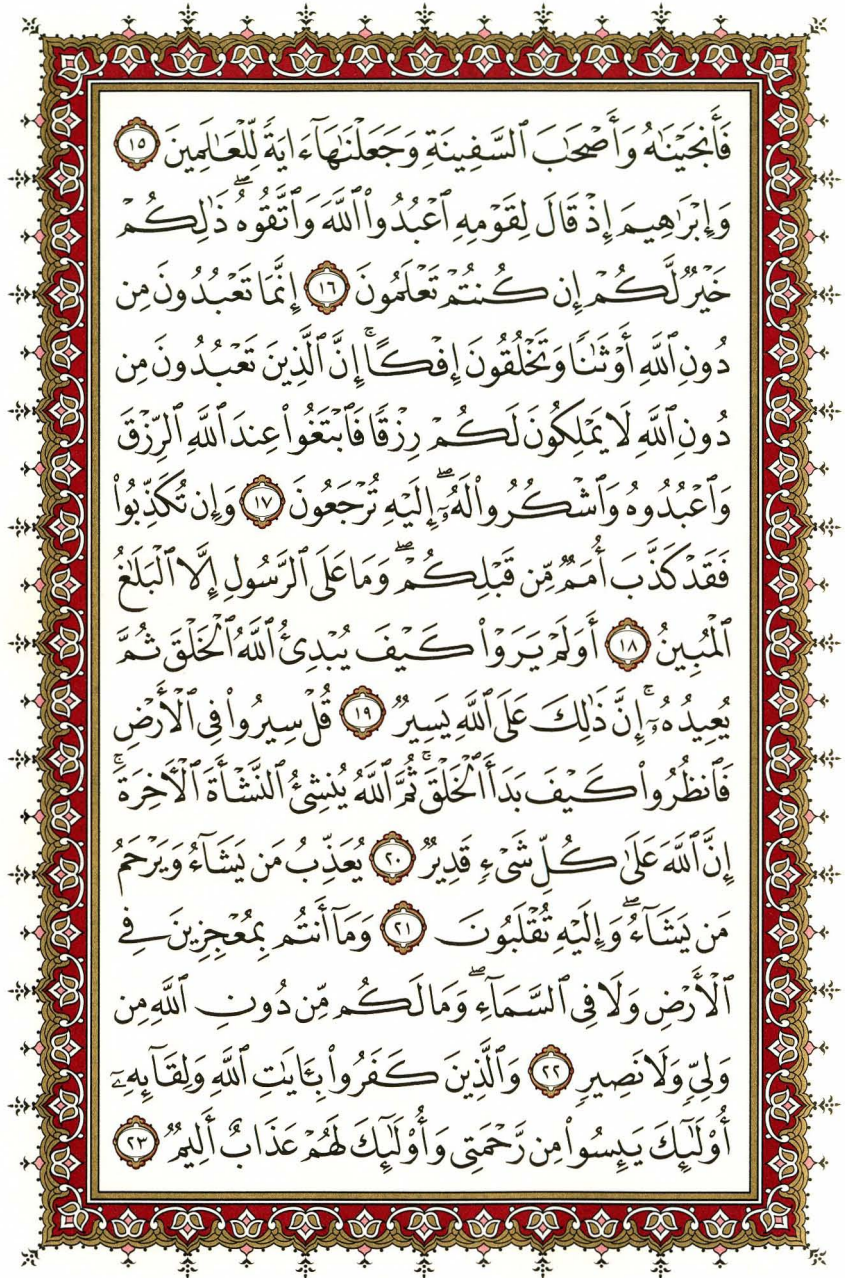 فَأَنجَيْنَٰهُ وَأَصْحَٰبَ ٱلسَّفِينَةِ وَجَعَلْنَٰهَآ ءَايَةً لِّلْعَٰلَمِينَ ١٥
وَإِبْرَٰهِيمَ إِذْ قَالَ لِقَوْمِهِ ٱعْبُدُوا۟ ٱللَّهَ وَٱتَّقُوهُ ۖ ذَٰلِكُمْ
خَيْرٌ لَّكُمْ إِن كُنتُمْ تَعْلَمُونَ ١٦ إِنَّمَا تَعْبُدُونَ مِن
دُونِ ٱللَّهِ أَوْثَٰنًا وَتَخْلُقُونَ إِفْكًا ۚ إِنَّ ٱلَّذِينَ تَعْبُدُونَ مِن
دُونِ ٱللَّهِ لَا يَمْلِكُونَ لَكُمْ رِزْقًا فَٱبْتَغُوا۟ عِندَ ٱللَّهِ ٱلرِّزْقَ
وَٱعْبُدُوهُ وَٱشْكُرُوا۟ لَهُۥٓ ۖ إِلَيْهِ تُرْجَعُونَ ١٧ وَإِن تُكَذِّبُوا۟
فَقَدْ كَذَّبَ أُمَمٌ مِّن قَبْلِكُمْ ۖ وَمَا عَلَى ٱلرَّسُولِ إِلَّا ٱلْبَلَٰغُ
ٱلْمُبِينُ ١٨ أَوَلَمْ يَرَوْا۟ كَيْفَ يُبْدِئُ ٱللَّهُ ٱلْخَلْقَ ثُمَّ
يُعِيدُهُۥٓ ۚ إِنَّ ذَٰلِكَ عَلَى ٱللَّهِ يَسِيرٌ ١٩ قُلْ سِيرُوا۟ فِى ٱلْأَرْضِ
فَٱنظُرُوا۟ كَيْفَ بَدَأَ ٱلْخَلْقَ ۚ ثُمَّ ٱللَّهُ يُنشِئُ ٱلنَّشْأَةَ ٱلْءَاخِرَةَ ۚ
إِنَّ ٱللَّهَ عَلَىٰ كُلِّ شَىْءٍ قَدِيرٌ ٢٠ يُعَذِّبُ مَن يَشَآءُ وَيَرْحَمُ
مَن يَشَآءُ ۖ وَإِلَيْهِ تُقْلَبُونَ ٢١ وَمَآ أَنتُم بِمُعْجِزِينَ فِى
ٱلْأَرْضِ وَلَا فِى ٱلسَّمَآءِ ۖ وَمَا لَكُم مِّن دُونِ ٱللَّهِ مِن
وَلِىٍّ وَلَا نَصِيرٍ ٢٢ وَٱلَّذِينَ كَفَرُوا۟ بِـَٔايَٰتِ ٱللَّهِ وَلِقَآئِهِۦٓ
أُو۟لَٰٓئِكَ يَئِسُوا۟ مِن رَّحْمَتِى وَأُو۟لَٰٓئِكَ لَهُمْ عَذَابٌ أَلِيمٌ ٢٣